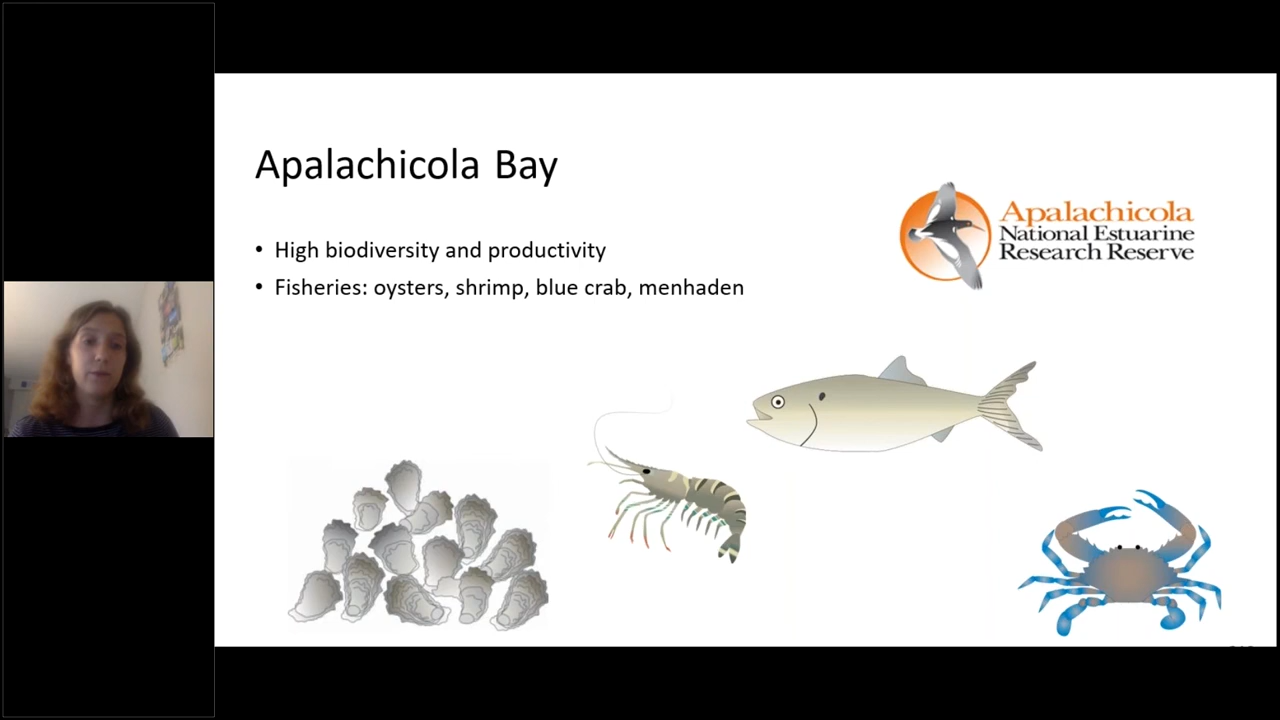 Apalachicola Bay
• High biodiversity and productivity
• Fisheries: oysters, shrimp, blue crab, menhaden
Apalachicola
National Estuarine
Research Reserve